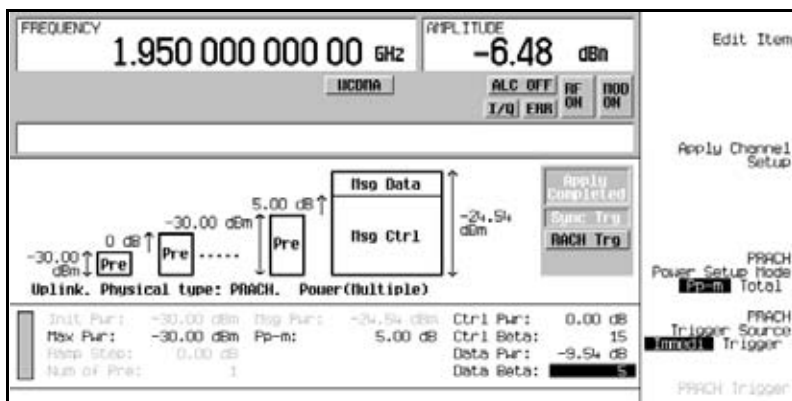 FREQUENCY
1.950 000 000 00 GHz
AMPLITUDE
-6.48 dBm
WCDMA
ALC OFF
I/Q ERR
RF ON
MOD ON
Edit Item
Apply Channel
Setup
Msg Data
Msg Ctrl
5.00 dB
-30.00 dBm
0 dB
-30.00
dBm
Pre
Pre
.....
Pre
-24.54
dBm
Apply
Completed
Sync Trg
RACH Trg
Uplink. Physical type: PRACH. Power(Multiple)
PRACH
Power Setup Mode
Pp-m Total
PRACH
Trigger Source
Immedi Trigger
PRACH Trigger
Init Pwr: -30.00 dBm Msg Pwr: -24.54 dBm Ctrl Pwr: 0.00 dB
Max Pwr: -30.00 dBm Pp-m: 5.00 dB Ctrl Beta: 15
Ramp Step: 0.00 dB Data Pwr: -9.54 dB
Num of Pre: 1 Data Beta: 5